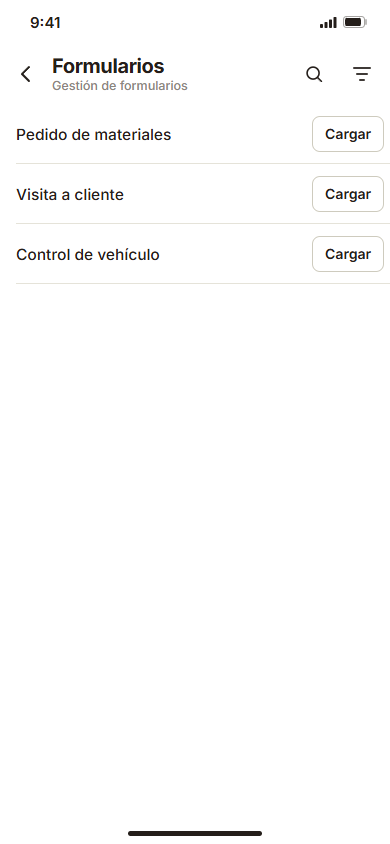 9:41
Formularios
Gestión de formularios
Pedido de materiales
Cargar
Visita a cliente
Cargar
Control de vehículo
Cargar